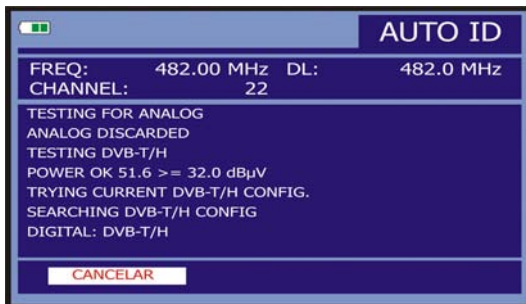 AUTO ID
FREQ: 482.00 MHz DL: 482.0 MHz
CHANNEL: 22
TESTING FOR ANALOG
ANALOG DISCARDED
TESTING DVB-T/H
POWER OK 51.6 >= 32.0 dBµV
TRYING CURRENT DVB-T/H CONFIG.
SEARCHING DVB-T/H CONFIG
DIGITAL: DVB-T/H
CANCELAR